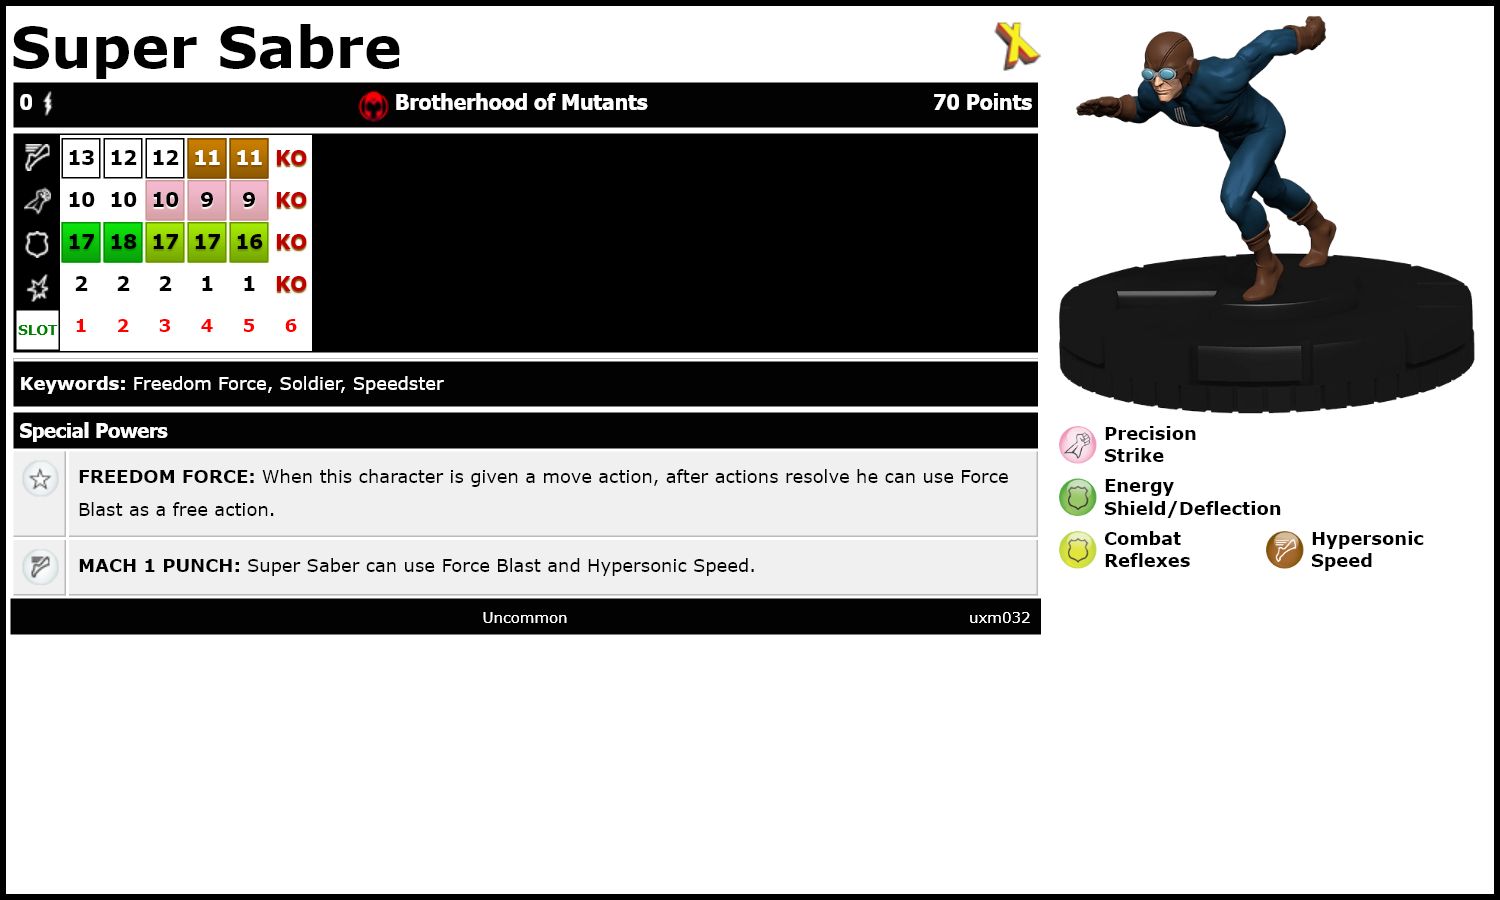 Super Sabre
0 Brotherhood of Mutants 70 Points
13 12 12 11 11 KO
10 10 10 9 9 KO
17 18 17 17 16 KO
2 2 2 1 1 KO
SLOT 1 2 3 4 5 6
Keywords: Freedom Force, Soldier, Speedster
Special Powers
FREEDOM FORCE: When this character is given a move action, after actions resolve he can use Force
Blast as a free action.
MACH 1 PUNCH: Super Saber can use Force Blast and Hypersonic Speed.
Uncommon uxm032
Precision
Strike
Energy
Shield/Deflection
Combat
Reflexes
Hypersonic
Speed